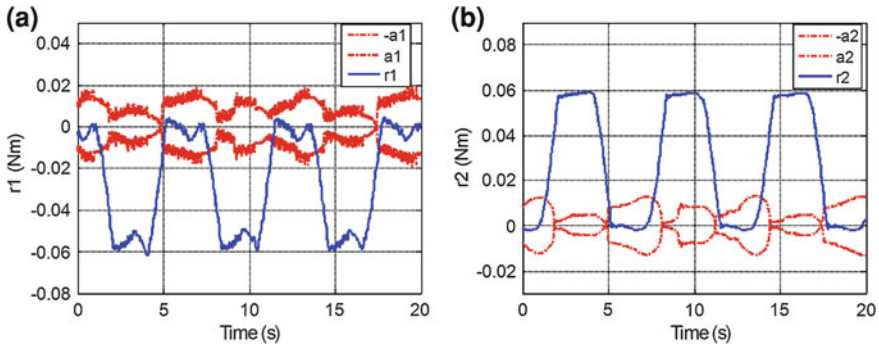 (a)
0.04
0.02
0
-0.02
-0.04
-0.06
-0.08
r1 (Nm)
-a1
a1
r1
0 5 10 15 20
Time (s)
(b)
0.08
0.06
0.04
0.02
0
-0.02
r2 (Nm)
-a2
a2
r2
0 5 10 15 20
Time (s)